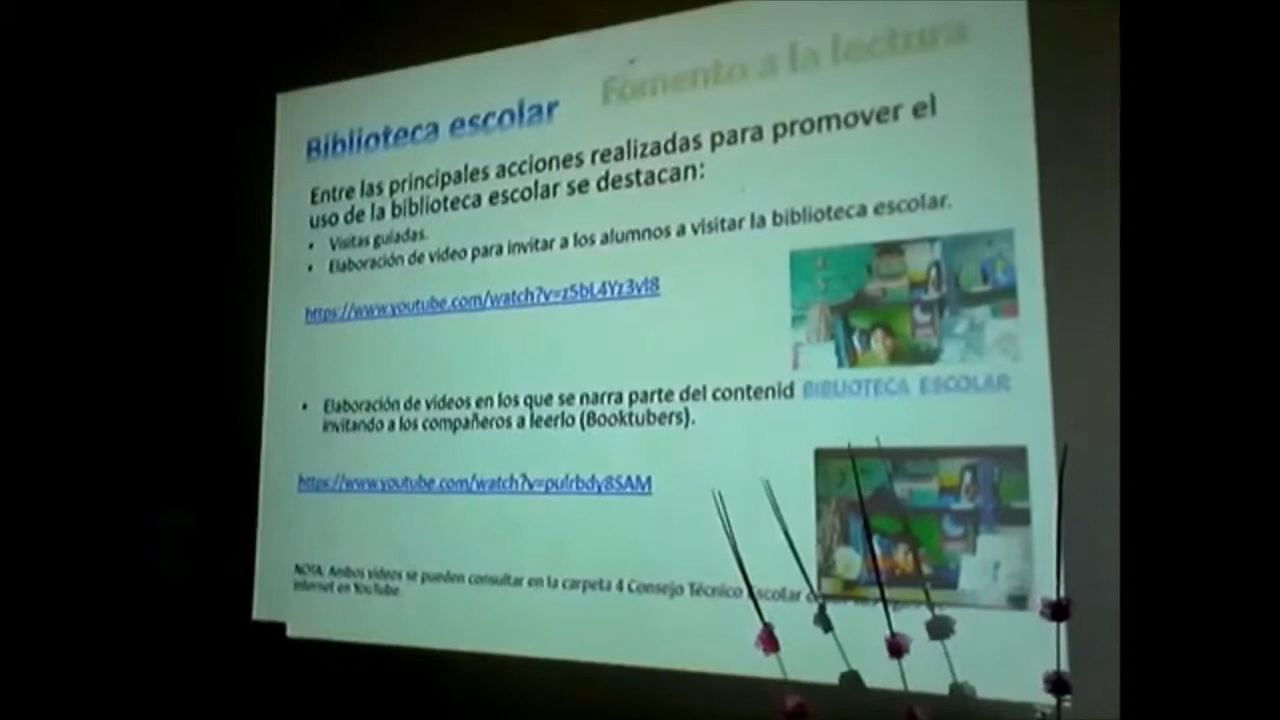 Fomento a la lectura
Biblioteca escolar
Entre las principales acciones realizadas para promover el
uso de la biblioteca escolar se destacan:
• Visitas guiadas.
• Elaboración de video para invitar a los alumnos a visitar la biblioteca escolar.
https://www.youtube.com/watch?v=z5bL4Yz3vl8
• Elaboración de videos en los que se narra parte del contenid
BIBLIOTECA ESCOLAR
invitando a los compañeros a leerlo (Booktubers).
https://www.youtube.com/watch?v=pulrbdy8SAM
NOTA: Ambos videos se pueden consultar en la carpeta 4 Consejo Técnico Escolar
internet en YouTube.